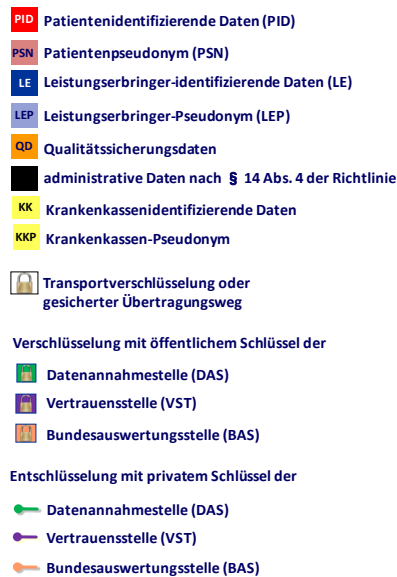 PID Patientenidentifizierende Daten (PID)
PSN Patientenpseudonym (PSN)
LE Leistungserbringer-identifizierende Daten (LE)
LEP Leistungserbringer-Pseudonym (LEP)
QD Qualitätssicherungsdaten
administrative Daten nach § 14 Abs. 4 der Richtlinie
KK Krankenkassenidentifizierende Daten
KKP Krankenkassen-Pseudonym
Transportverschlüsselung oder
gesicherter Übertragungsweg
Verschlüsselung mit öffentlichem Schlüssel der
Datenannahmestelle (DAS)
Vertrauensstelle (VST)
Bundesauswertungsstelle (BAS)
Entschlüsselung mit privatem Schlüssel der
Datenannahmestelle (DAS)
Vertrauensstelle (VST)
Bundesauswertungsstelle (BAS)